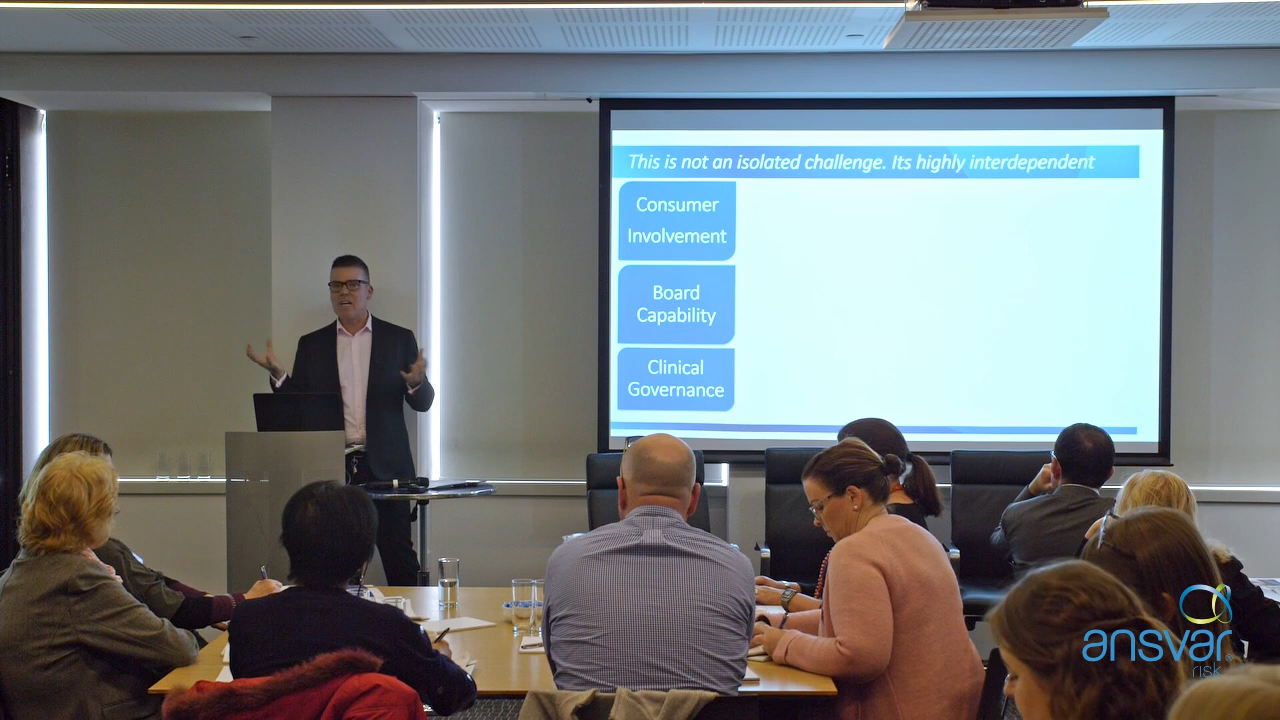 This is not an isolated challenge. Its highly interdependent
Consumer
Involvement
Board
Capability
Clinical
Governance
ansvar
risk